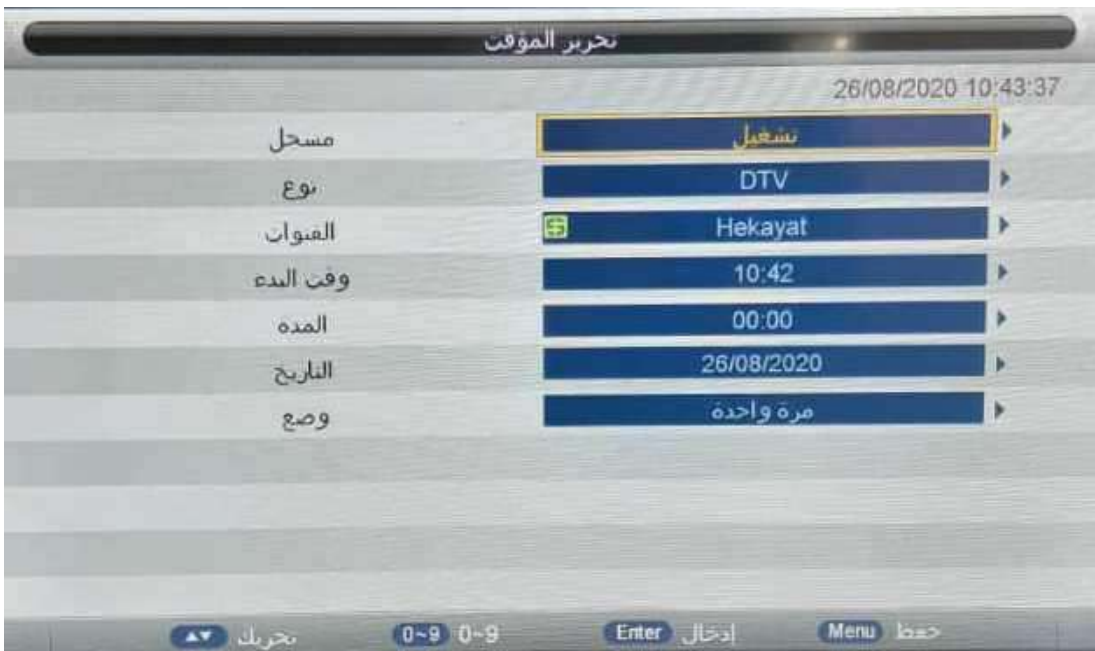 تحرير المؤقت
26/08/2020 10:43:37
مسجل تشغيل
نوع DTV
القنوات $ Hekayat
وقت البدء 10:42
المده 00:00
التاريخ 26/08/2020
وضع مرة واحدة
تحريك ▲▼ 0~9 0~9 إدخال Enter حفظ Menu